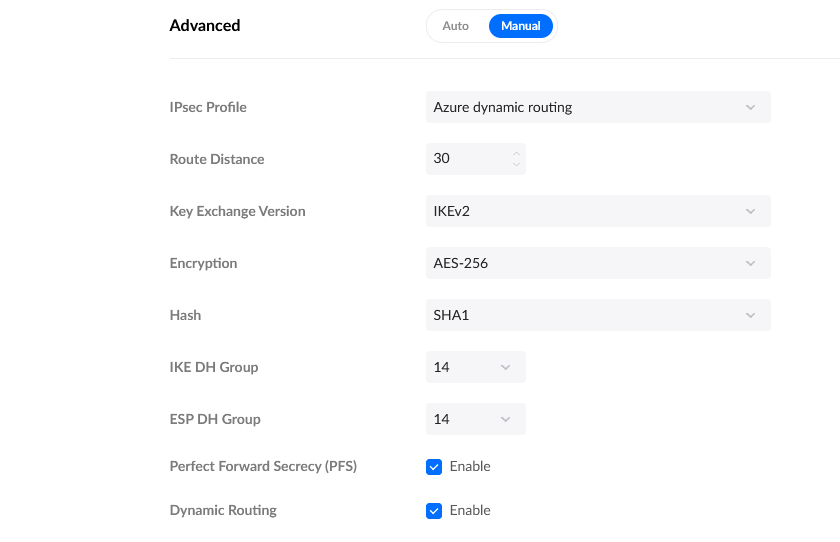 Advanced Auto Manual
IPsec Profile Azure dynamic routing
Route Distance 30
Key Exchange Version IKEv2
Encryption AES-256
Hash SHA1
IKE DH Group 14
ESP DH Group 14
Perfect Forward Secrecy (PFS) Enable
Dynamic Routing Enable